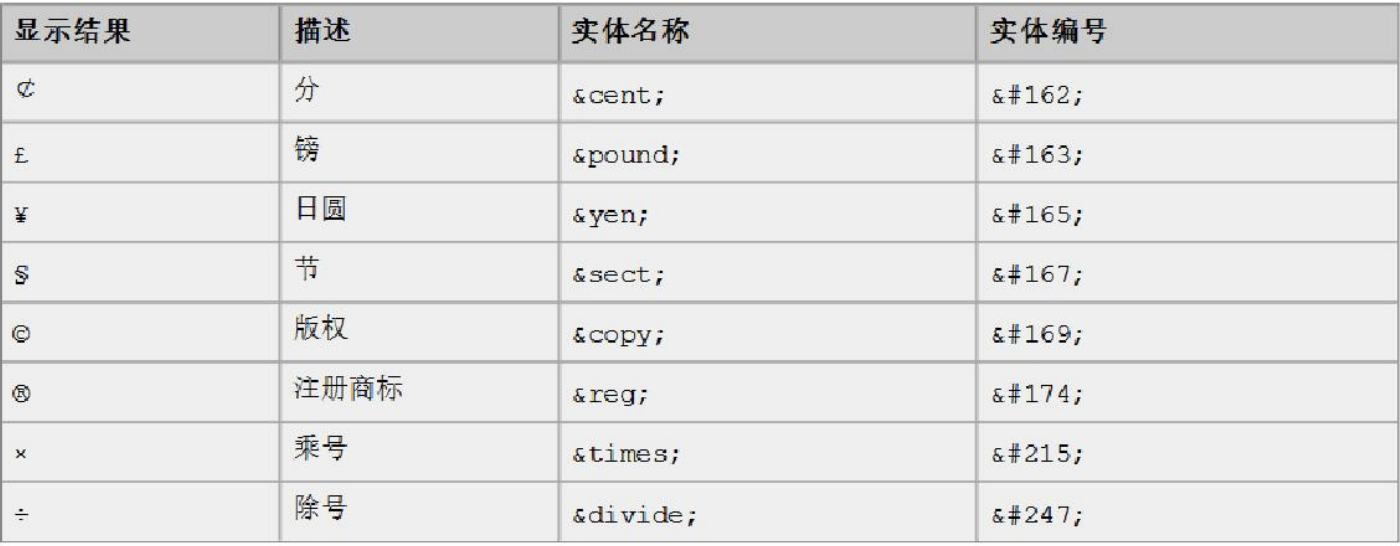 显示结果 描述 实体名称 实体编号
¢ 分 &cent; &#162;
£ 镑 &pound; &#163;
¥ 日圆 &yen; &#165;
§ 节 &sect; &#167;
© 版权 &copy; &#169;
® 注册商标 &reg; &#174;
× 乘号 &times; &#215;
÷ 除号 &divide; &#247;